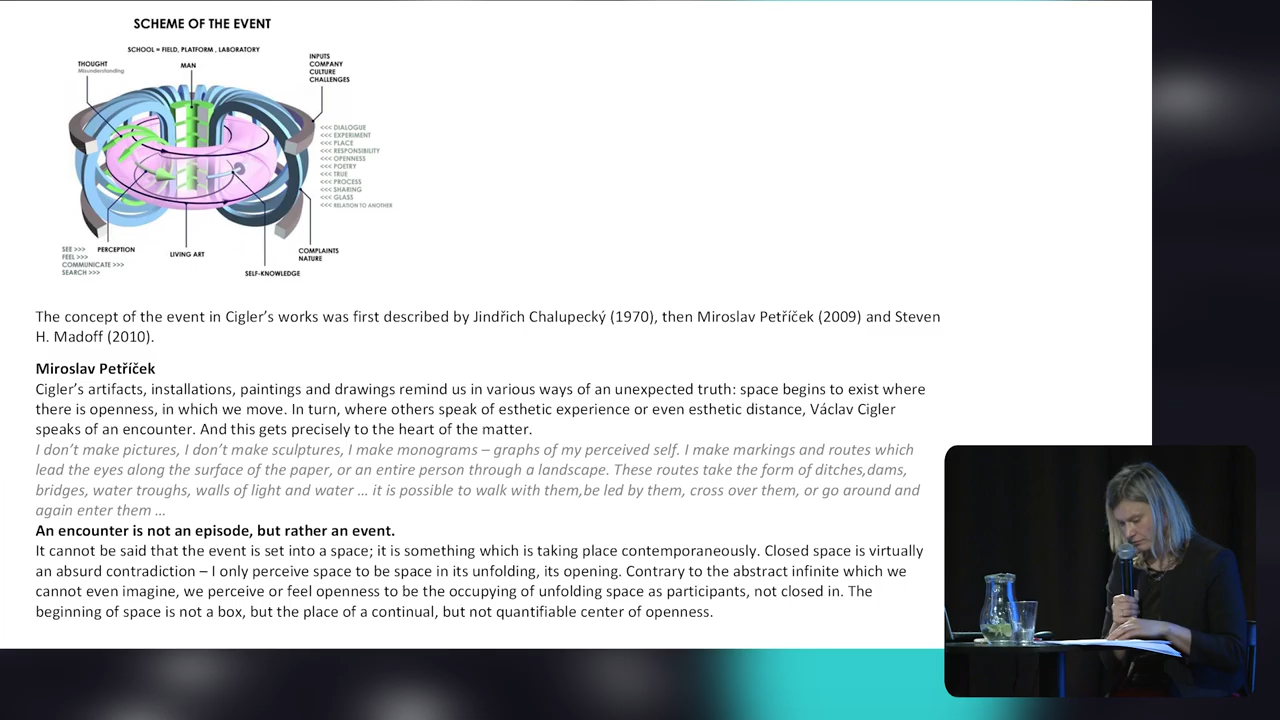 SCHEME OF THE EVENT
SCHOOL = FIELD, PLATFORM , LABORATORY
THOUGHT
Misunderstanding
MAN
INPUTS
COMPANY
CULTURE
CHALLENGES
<<< DIALOGUE
<<< EXPERIMENT
<<< PLACE
<<< RESPONSIBILITY
<<< OPENNESS
<<< POETRY
<<< TRUE
<<< PROCESS
<<< SHARING
<<< GLASS
<<< RELATION TO ANOTHER
SEE >>>
FEEL >>>
COMMUNICATE >>>
SEARCH >>>
PERCEPTION
LIVING ART
SELF-KNOWLEDGE
COMPLAINTS
NATURE
The concept of the event in Cigler’s works was first described by Jindřich Chalupecký (1970), then Miroslav Petříček (2009) and Steven
H. Madoff (2010).
Miroslav Petříček
Cigler’s artifacts, installations, paintings and drawings remind us in various ways of an unexpected truth: space begins to exist where
there is openness, in which we move. In turn, where others speak of esthetic experience or even esthetic distance, Václav Cigler
speaks of an encounter. And this gets precisely to the heart of the matter.
I don’t make pictures, I don’t make sculptures, I make monograms – graphs of my perceived self. I make markings and routes which
lead the eyes along the surface of the paper, or an entire person through a landscape. These routes take the form of ditches,dams,
bridges, water troughs, walls of light and water … it is possible to walk with them,be led by them, cross over them, or go around and
again enter them …
An encounter is not an episode, but rather an event.
It cannot be said that the event is set into a space; it is something which is taking place contemporaneously. Closed space is virtually
an absurd contradiction – I only perceive space to be space in its unfolding, its opening. Contrary to the abstract infinite which we
cannot even imagine, we perceive or feel openness to be the occupying of unfolding space as participants, not closed in. The
beginning of space is not a box, but the place of a continual, but not quantifiable center of openness.